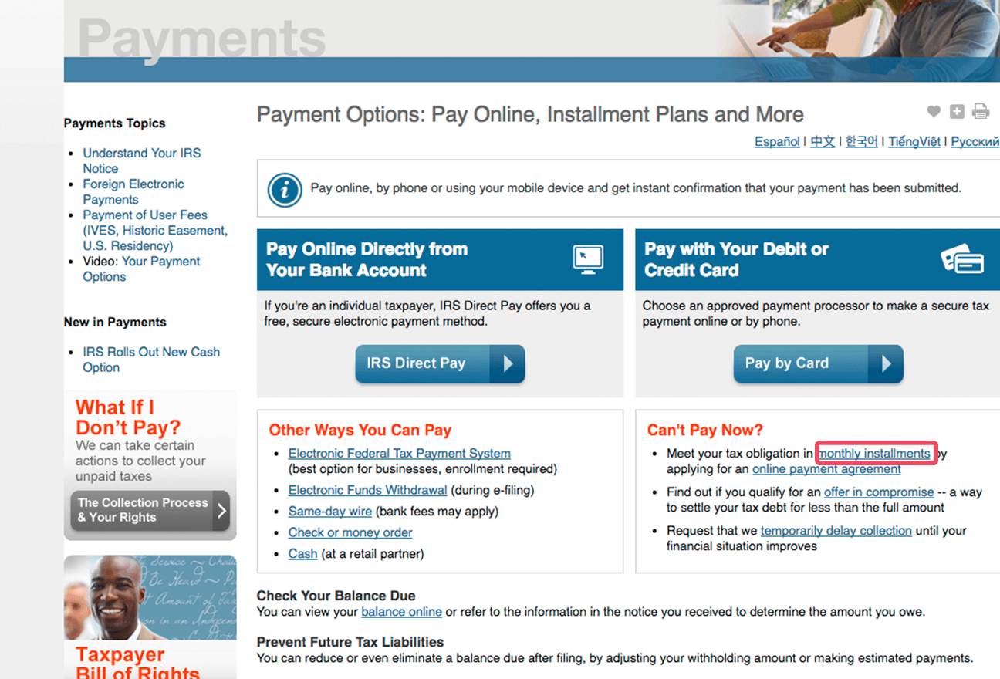 Payments
Payments Topics
Understand Your IRS
Notice
Foreign Electronic
Payments
Payment of User Fees
(IVES, Historic Easement,
U.S. Residency)
Video: Your Payment
Options
New in Payments
IRS Rolls Out New Cash
Option
What If I
Don't Pay?
We can take certain
actions to collect your
unpaid taxes
The Collection Process
& Your Rights
Taxpayer
Bill of Rights
Payment Options: Pay Online, Installment Plans and More
Español | 中文 | 한국어 | TiếngViệt | Русский
Pay online, by phone or using your mobile device and get instant confirmation that your payment has been submitted.
Pay Online Directly from
Your Bank Account
If you're an individual taxpayer, IRS Direct Pay offers you a
free, secure electronic payment method.
IRS Direct Pay
Pay with Your Debit or
Credit Card
Choose an approved payment processor to make a secure tax
payment online or by phone.
Pay by Card
Other Ways You Can Pay
Electronic Federal Tax Payment System
(best option for businesses, enrollment required)
Electronic Funds Withdrawal (during e-filing)
Same-day wire (bank fees may apply)
Check or money order
Cash (at a retail partner)
Can't Pay Now?
Meet your tax obligation in monthly installments by
applying for an online payment agreement
Find out if you qualify for an offer in compromise -- a way
to settle your tax debt for less than the full amount
Request that we temporarily delay collection until your
financial situation improves
Check Your Balance Due
You can view your balance online or refer to the information in the notice you received to determine the amount you owe.
Prevent Future Tax Liabilities
You can reduce or even eliminate a balance due after filing, by adjusting your withholding amount or making estimated payments.